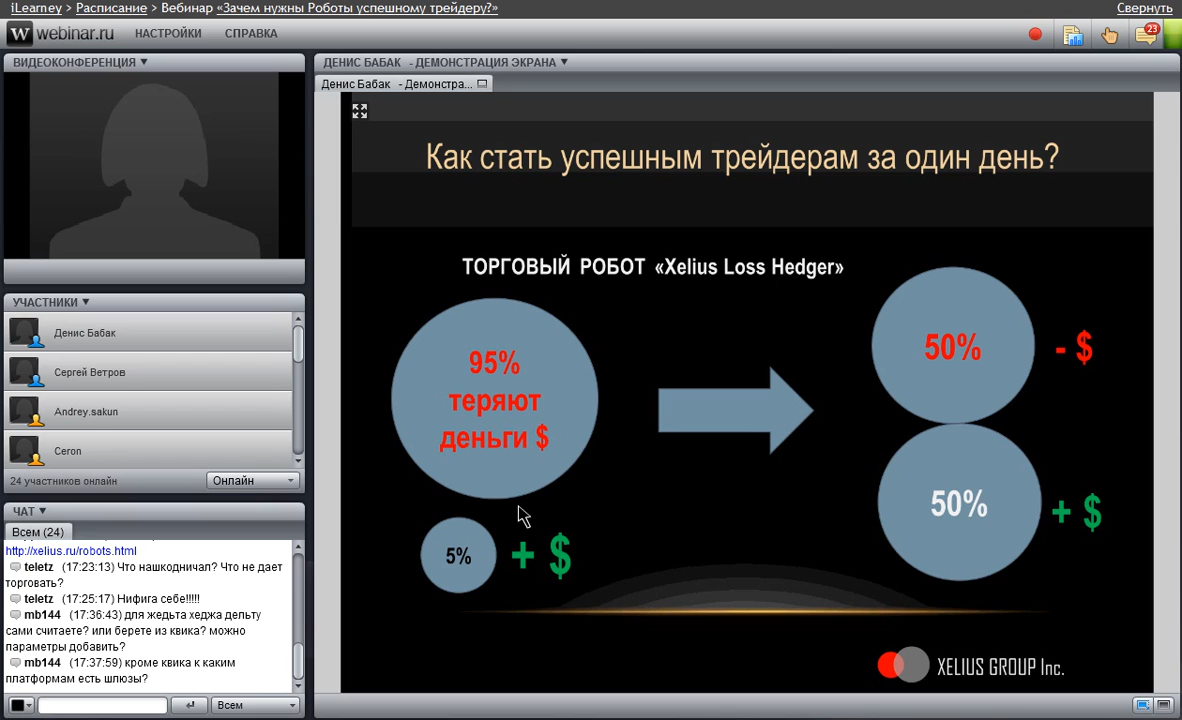 iLearney > Расписание > Вебинар «Зачем нужны Роботы успешному трейдеру?»
Свернуть
W webinar.ru НАСТРОЙКИ СПРАВКА
23
ВИДЕОКОНФЕРЕНЦИЯ
ДЕНИС БАБАК - ДЕМОНСТРАЦИЯ ЭКРАНА
Денис Бабак - Демонстра...
Как стать успешным трейдерам за один день?
ТОРГОВЫЙ РОБОТ «Xelius Loss Hedger»
95%
теряют
деньги $
5%
+ $
50%
- $
50%
+ $
XELIUS GROUP Inc.
УЧАСТНИКИ
Денис Бабак
Сергей Ветров
Andrey.sakun
Ceron
24 участников онлайн
Онлайн
ЧАТ
Всем (24)
http://xelius.ru/robots.html
teletz (17:23:13) Что нашкодничал? Что не дает
торговать?
teletz (17:25:17) Нифига себе!!!!!
mb144 (17:36:43) для жедьта хеджа дельту
сами считаете? или берете из квика? можно
параметры добавить?
mb144 (17:37:59) кроме квика к каким
платформам есть шлюзы?
Всем